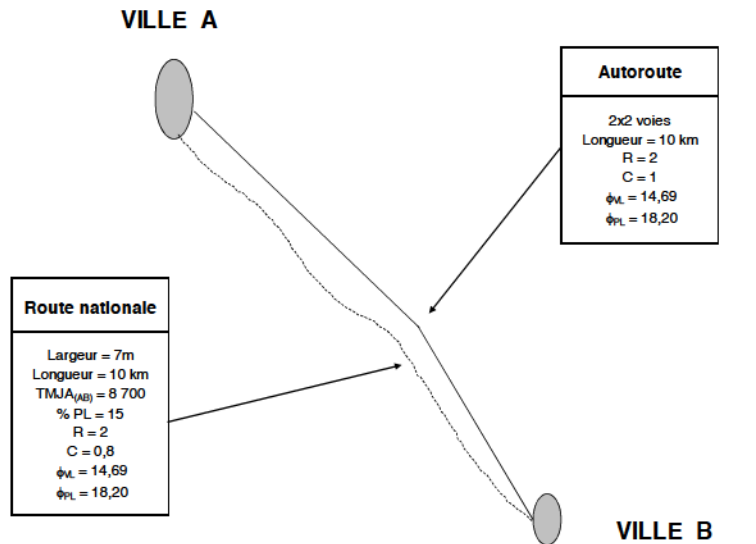 VILLE A
Autoroute
2x2 voies
Longueur = 10 km
R = 2
C = 1
ϕVL = 14,69
ϕPL = 18,20
Route nationale
Largeur = 7m
Longueur = 10 km
TMJA(AB) = 8 700
% PL = 15
R = 2
C = 0,8
ϕVL = 14,69
ϕPL = 18,20
VILLE B